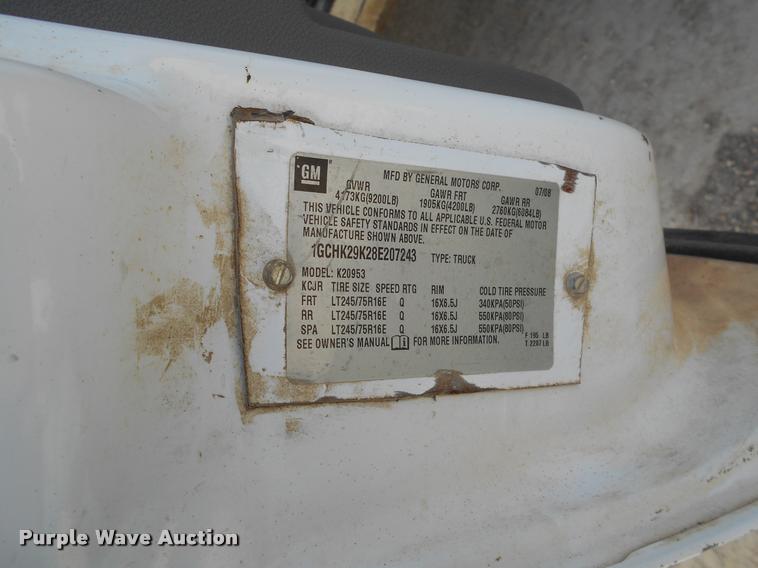 GM
MFD BY GENERAL MOTORS CORP. 07/08
GVWR GAWR FRT GAWR RR
4173KG(9200LB) 1905KG(4200LB) 2760KG(6084LB)
THIS VEHICLE CONFORMS TO ALL APPLICABLE U.S. FEDERAL MOTOR
VEHICLE SAFETY STANDARDS IN EFFECT ON THE DATE OF
MANUFACTURE SHOWN ABOVE.
1GCHK29K28E207243 TYPE: TRUCK
MODEL: K20953
KCJR TIRE SIZE SPEED RTG RIM COLD TIRE PRESSURE
FRT LT245/75R16E Q 16X6.5J 340KPA(50PSI)
RR LT245/75R16E Q 16X6.5J 550KPA(80PSI)
SPA LT245/75R16E Q 16X6.5J 550KPA(80PSI)
SEE OWNER'S MANUAL FOR MORE INFORMATION.
F 195 LB
T 2287 LB
Purple Wave Auction